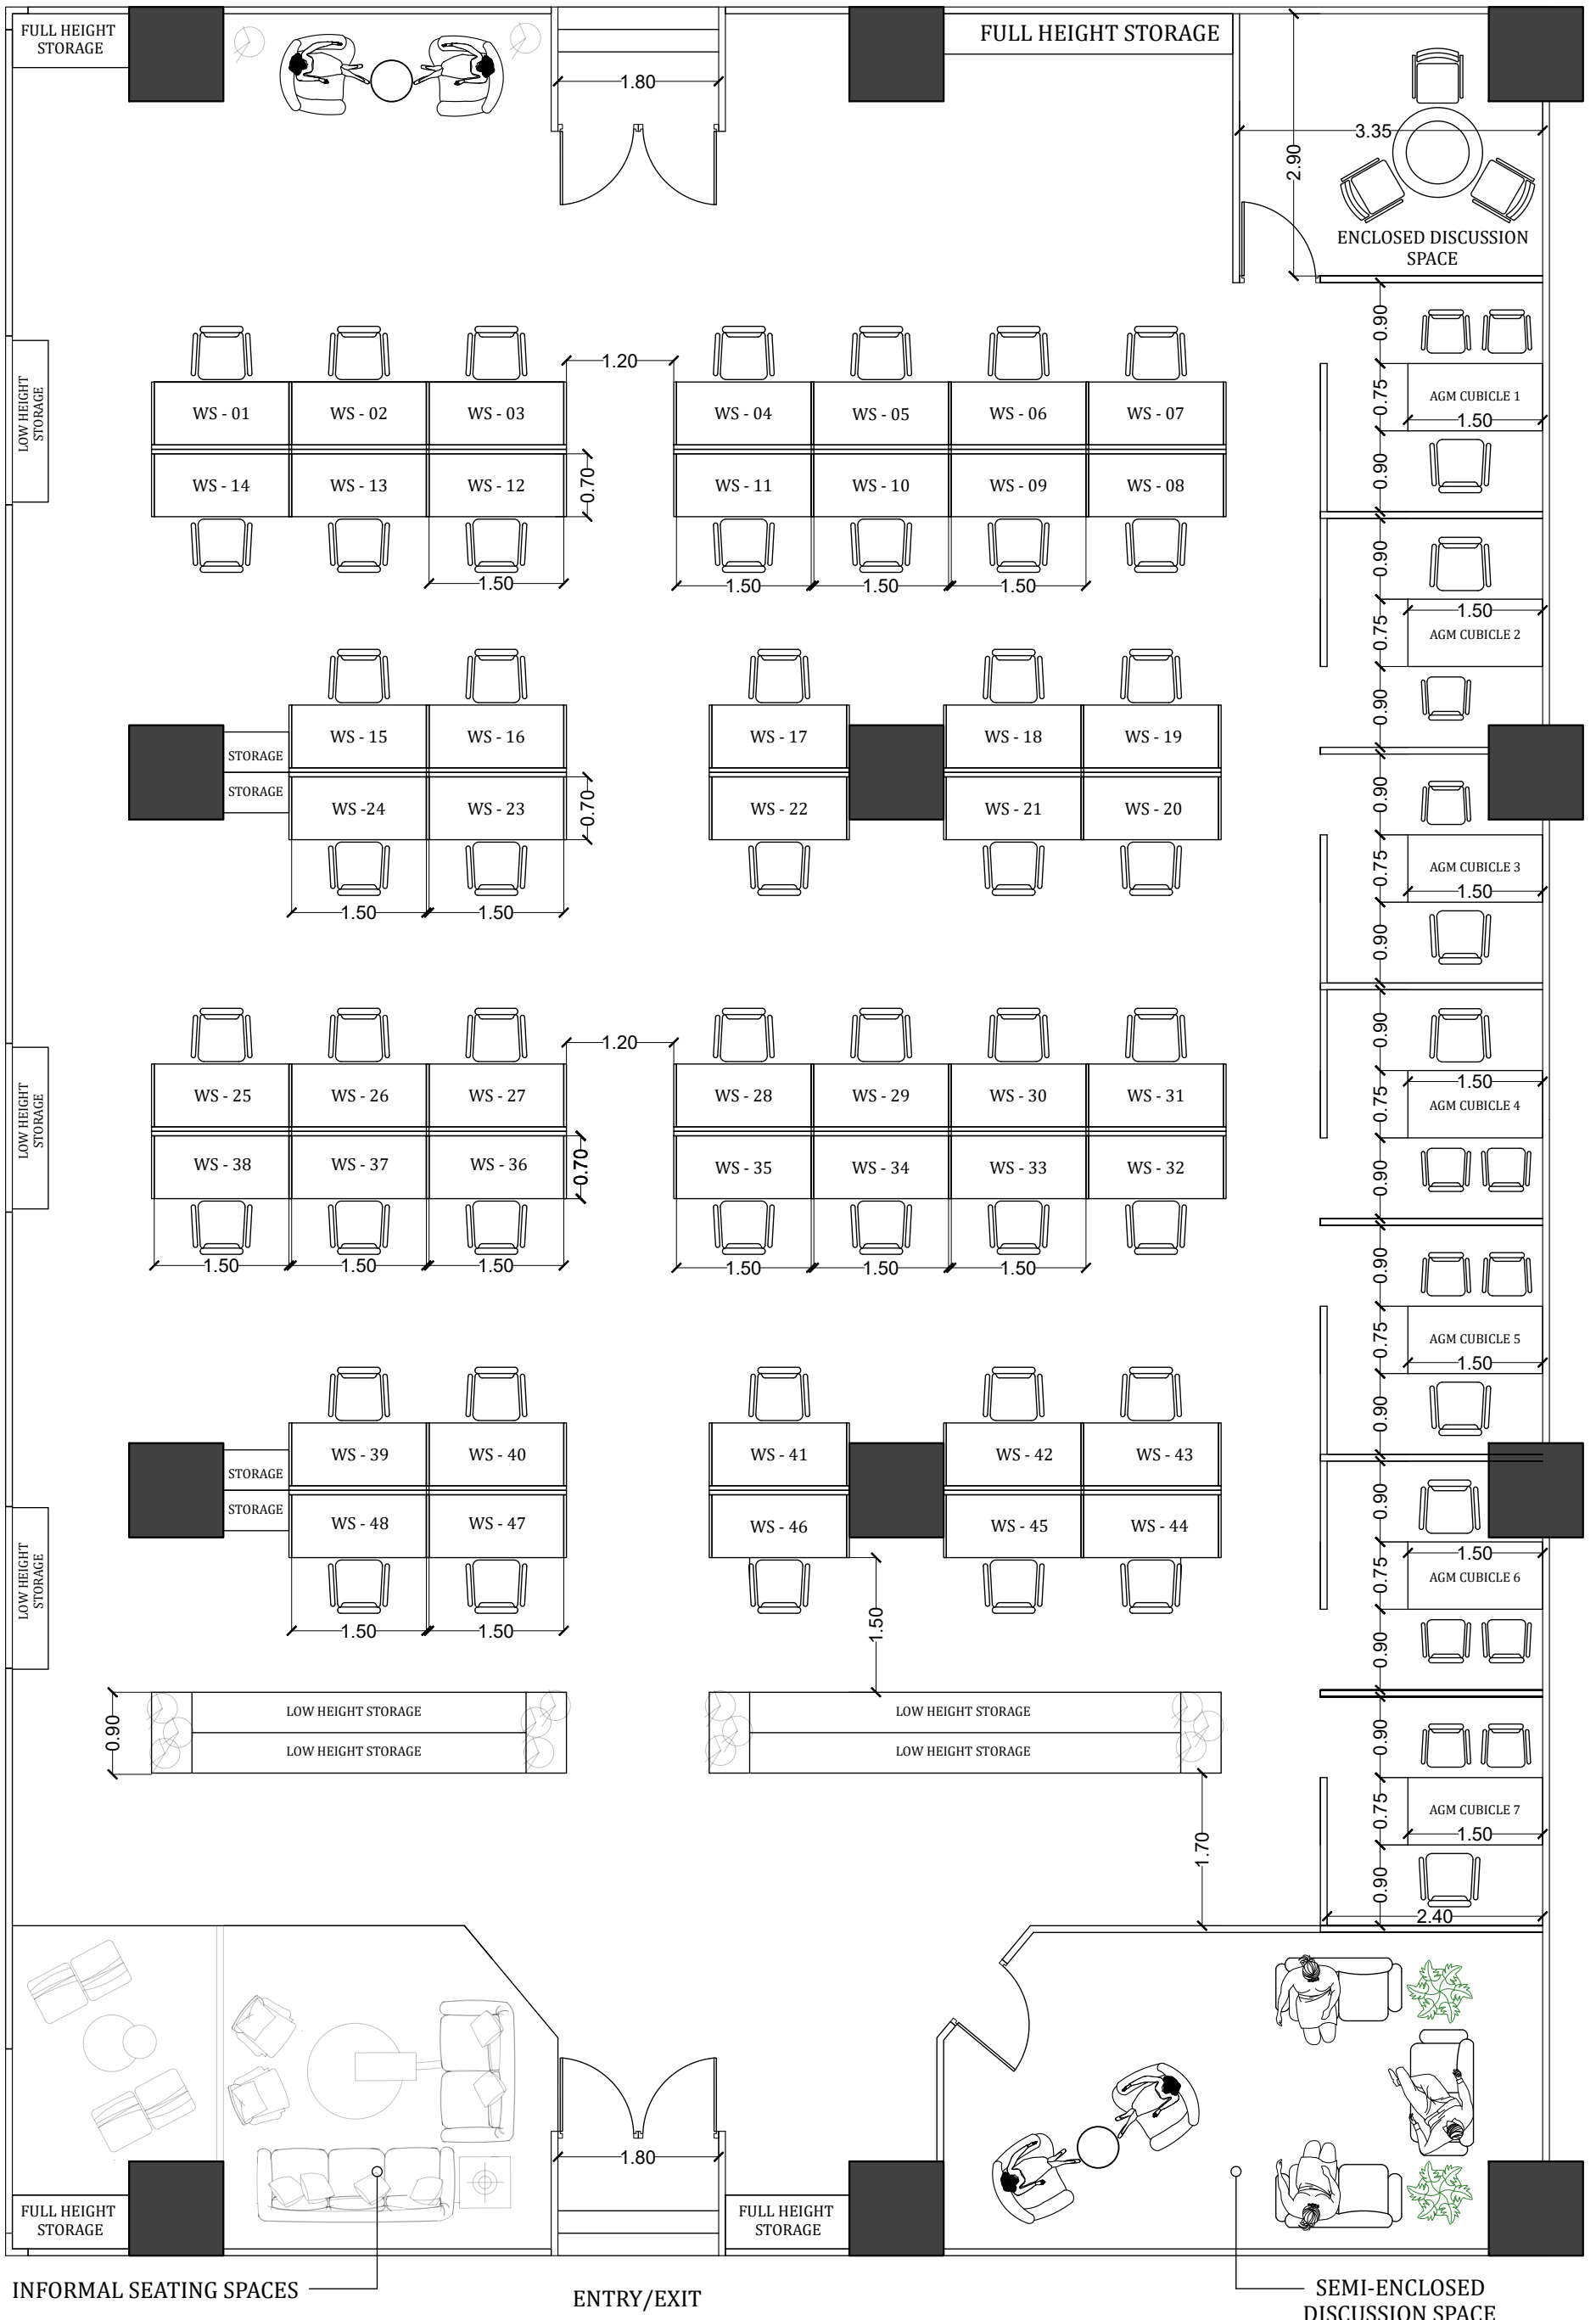 FULL HEIGHT
STORAGE
FULL HEIGHT STORAGE
1.80
3.35
2.90
ENCLOSED DISCUSSION
SPACE
0.90
1.20
LOW HEIGHT
STORAGE
WS - 01
WS - 02
WS - 03
WS - 04
WS - 05
WS - 06
WS - 07
0.75
AGM CUBICLE 1
1.50
WS - 14
WS - 13
WS - 12
0.70
WS - 11
WS - 10
WS - 09
WS - 08
0.90
1.50
1.50
1.50
1.50
0.90
1.50
0.75
AGM CUBICLE 2
0.90
STORAGE
STORAGE
WS - 15
WS - 16
WS - 17
WS - 18
WS - 19
WS -24
WS - 23
0.70
WS - 22
WS - 21
WS - 20
0.90
0.75
AGM CUBICLE 3
1.50
1.50
1.50
0.90
1.20
0.90
LOW HEIGHT
STORAGE
WS - 25
WS - 26
WS - 27
WS - 28
WS - 29
WS - 30
WS - 31
1.50
0.75
AGM CUBICLE 4
WS - 38
WS - 37
WS - 36
0.70
WS - 35
WS - 34
WS - 33
WS - 32
0.90
1.50
1.50
1.50
1.50
1.50
1.50
0.90
0.75
AGM CUBICLE 5
1.50
0.90
STORAGE
STORAGE
WS - 39
WS - 40
WS - 41
WS - 42
WS - 43
WS - 48
WS - 47
WS - 46
WS - 45
WS - 44
0.90
1.50
0.75
AGM CUBICLE 6
LOW HEIGHT
STORAGE
1.50
1.50
1.50
0.90
0.90
LOW HEIGHT STORAGE
LOW HEIGHT STORAGE
LOW HEIGHT STORAGE
LOW HEIGHT STORAGE
0.90
0.75
AGM CUBICLE 7
1.50
1.70
0.90
2.40
1.80
FULL HEIGHT
STORAGE
FULL HEIGHT
STORAGE
INFORMAL SEATING SPACES
ENTRY/EXIT
SEMI-ENCLOSED
DISCUSSION SPACE